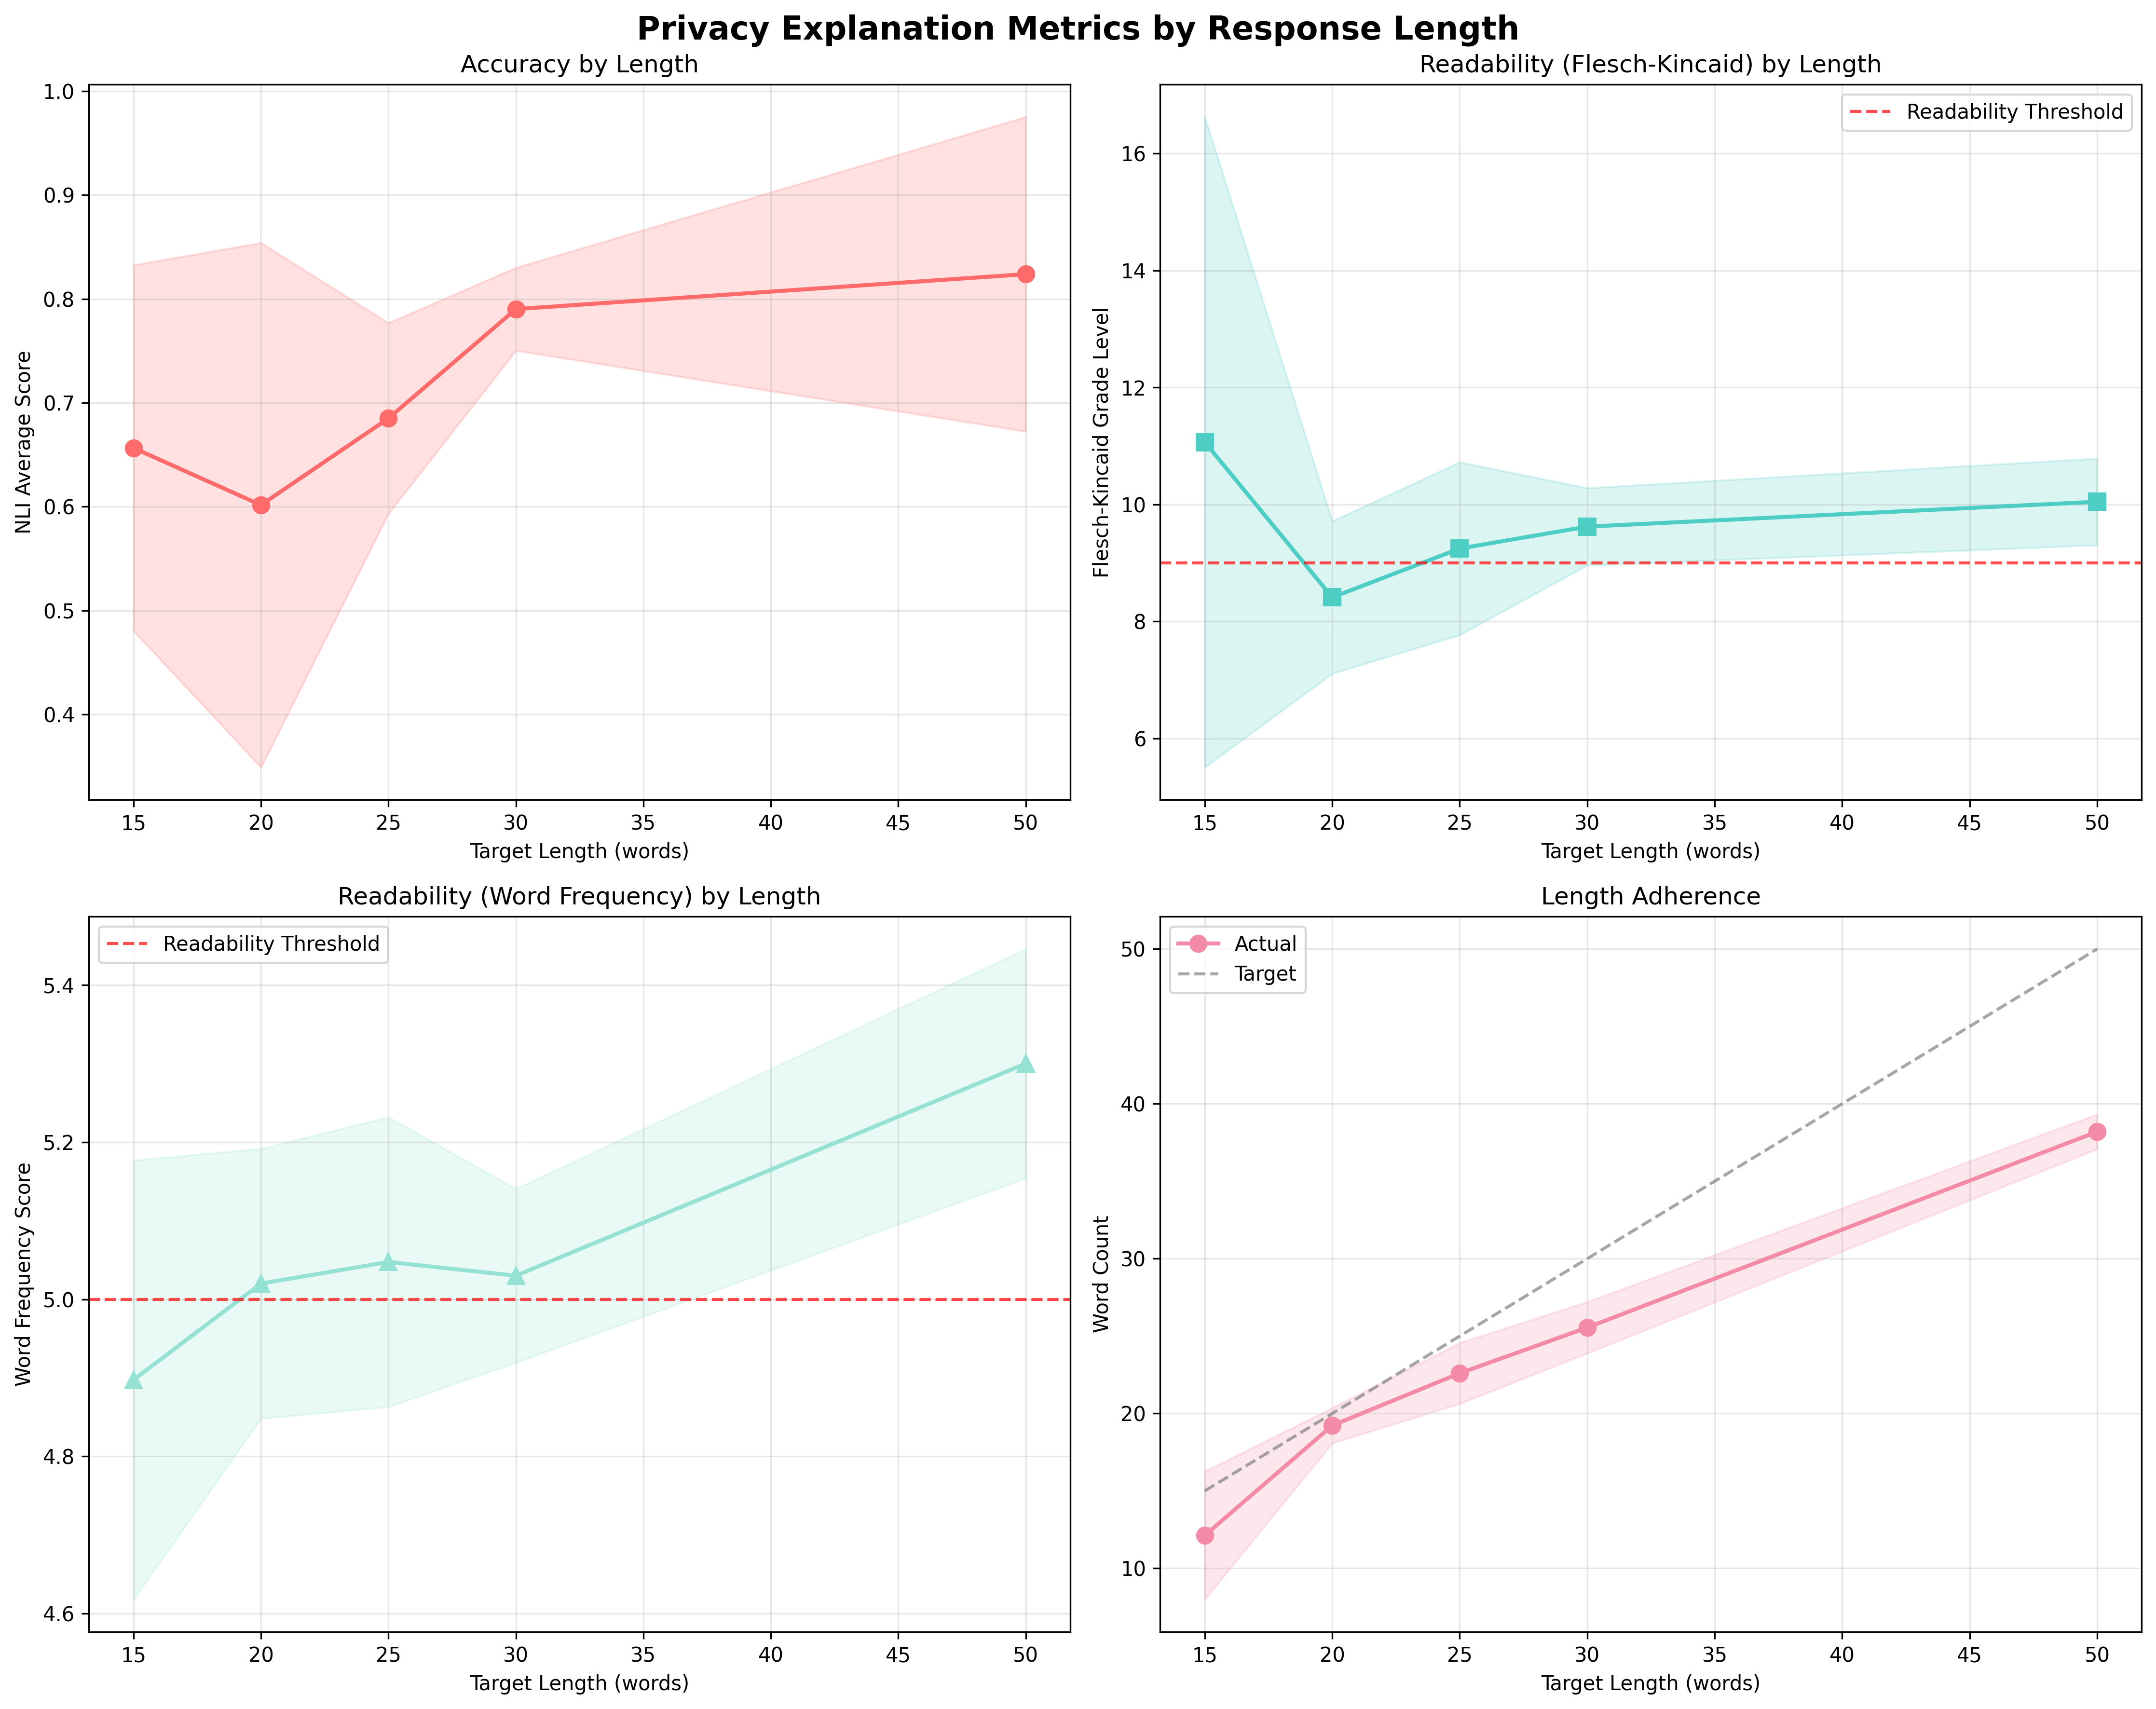 Privacy Explanation Metrics by Response Length
Accuracy by Length
1.0
0.9
0.8
0.7
0.6
0.5
0.4
NLI Average Score
15 20 25 30 35 40 45 50
Target Length (words)
Readability (Flesch-Kincaid) by Length
Readability Threshold
16
14
12
10
8
6
Flesch-Kincaid Grade Level
15 20 25 30 35 40 45 50
Target Length (words)
Readability (Word Frequency) by Length
Readability Threshold
5.4
5.2
5.0
4.8
4.6
Word Frequency Score
15 20 25 30 35 40 45 50
Target Length (words)
Length Adherence
Actual
Target
50
40
30
20
10
Word Count
15 20 25 30 35 40 45 50
Target Length (words)